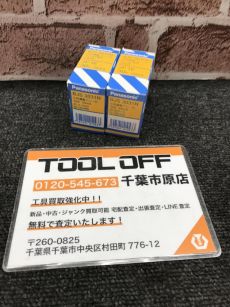 Panasonic
Panasonic
TOOL OFF
0120-545-673 千葉市原店
工具買取強化中!!
新品・中古・ジャンク買取可能 宅配査定・出張査定・LINE査定
無料で査定いたします!
〒260-0825
千葉県千葉市中央区村田町 776-12